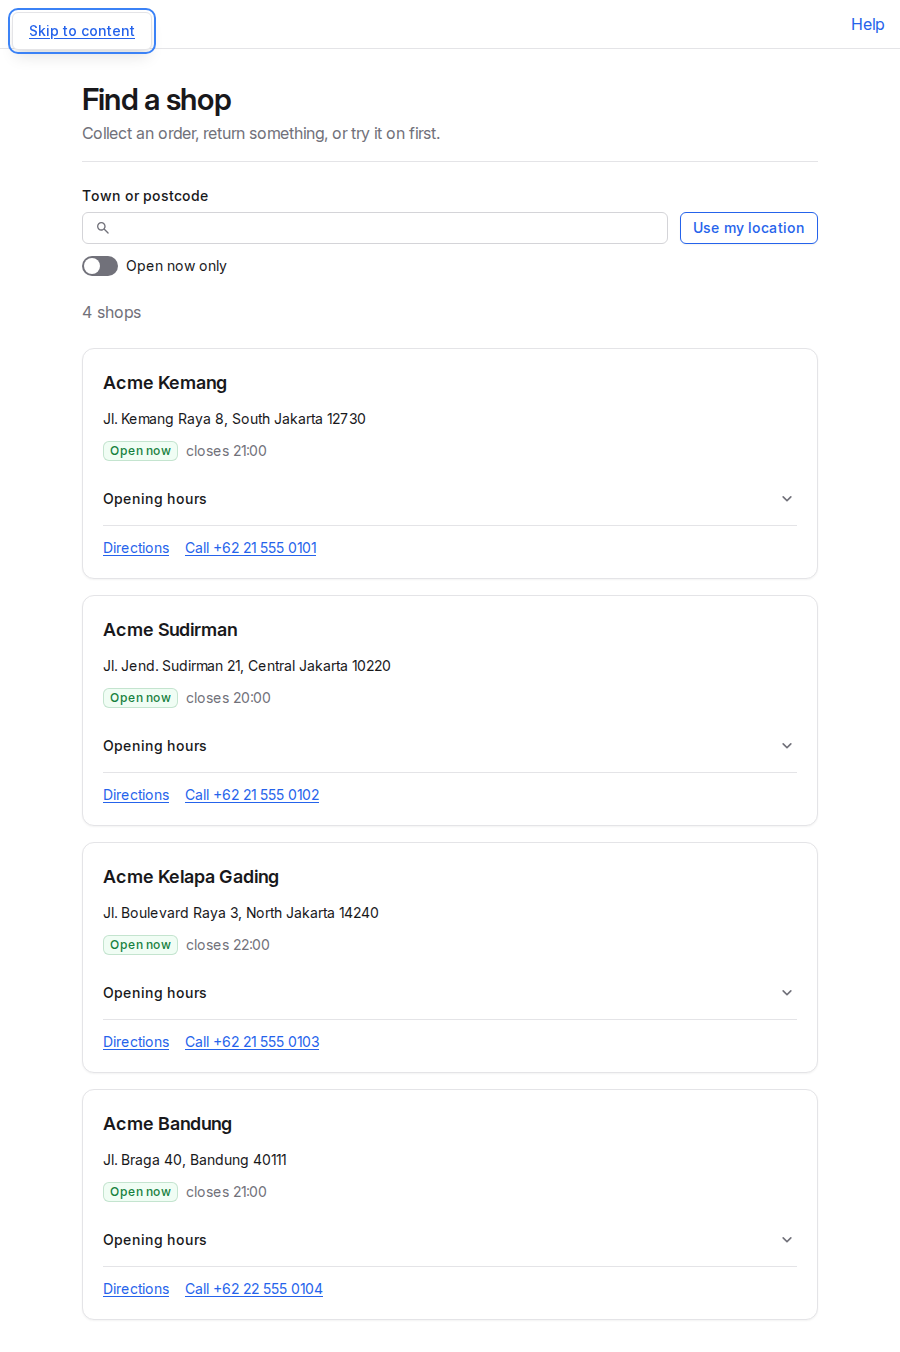 Skip to content
Help
Find a shop
Collect an order, return something, or try it on first.
Town or postcode
Use my location
Open now only
4 shops
Acme Kemang
Jl. Kemang Raya 8, South Jakarta 12730
Open now closes 21:00
Opening hours
Directions Call +62 21 555 0101
Acme Sudirman
Jl. Jend. Sudirman 21, Central Jakarta 10220
Open now closes 20:00
Opening hours
Directions Call +62 21 555 0102
Acme Kelapa Gading
Jl. Boulevard Raya 3, North Jakarta 14240
Open now closes 22:00
Opening hours
Directions Call +62 21 555 0103
Acme Bandung
Jl. Braga 40, Bandung 40111
Open now closes 21:00
Opening hours
Directions Call +62 22 555 0104